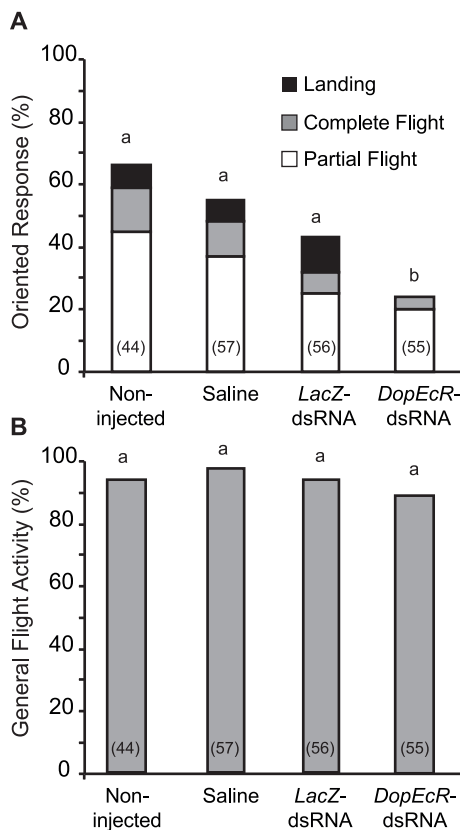 A
100
80
60
40
20
0
Oriented Response (%)
Landing
Complete Flight
Partial Flight
a
a
a
b
(44)
(57)
(56)
(55)
Non-
injected
Saline
LacZ-
dsRNA
DopEcR-
dsRNA
B
100
80
60
40
20
0
General Flight Activity (%)
a
a
a
a
(44)
(57)
(56)
(55)
Non-
injected
Saline
LacZ-
dsRNA
DopEcR-
dsRNA